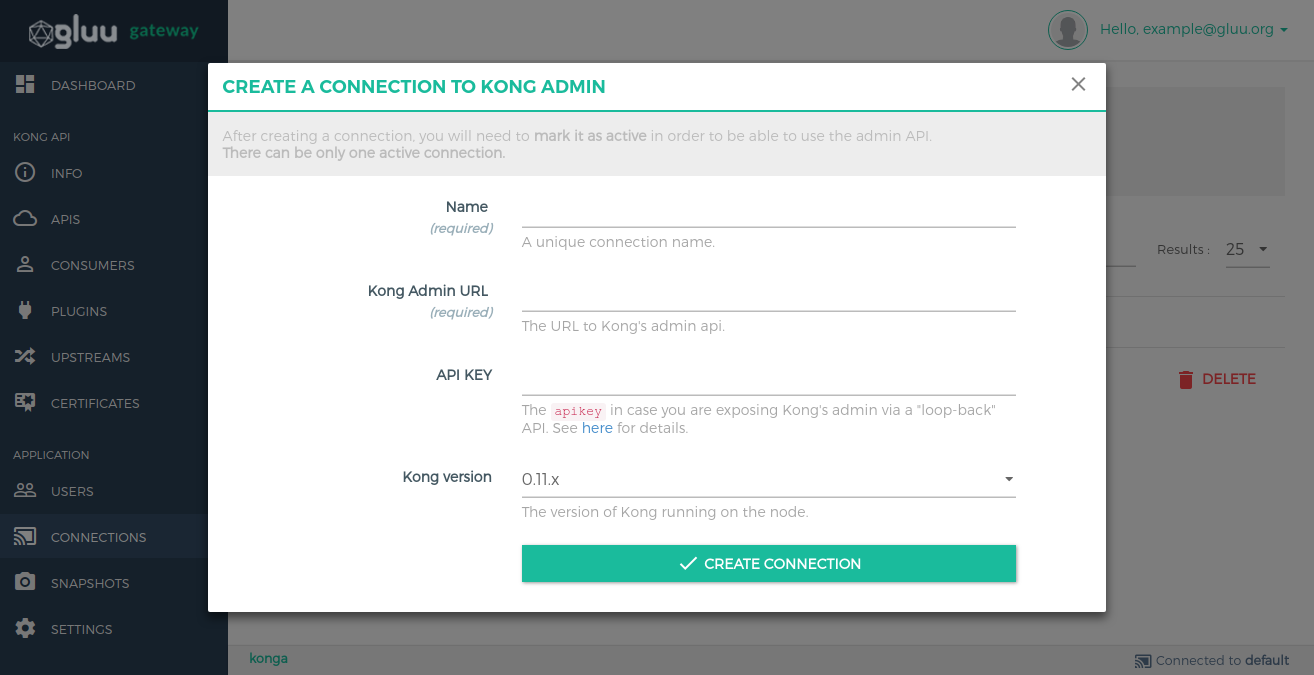 gluu gateway
Hello, example@gluu.org
DASHBOARD
KONG API
INFO
APIS
CONSUMERS
PLUGINS
UPSTREAMS
CERTIFICATES
APPLICATION
USERS
CONNECTIONS
SNAPSHOTS
SETTINGS
CREATE A CONNECTION TO KONG ADMIN
After creating a connection, you will need to mark it as active in order to be able to use the admin API.
There can be only one active connection.
Name
(required)
A unique connection name.
Kong Admin URL
(required)
The URL to Kong's admin api.
API KEY
The apikey in case you are exposing Kong's admin via a "loop-back"
API. See here for details.
Kong version
0.11.x
The version of Kong running on the node.
CREATE CONNECTION
Results : 25
DELETE
konga
Connected to default